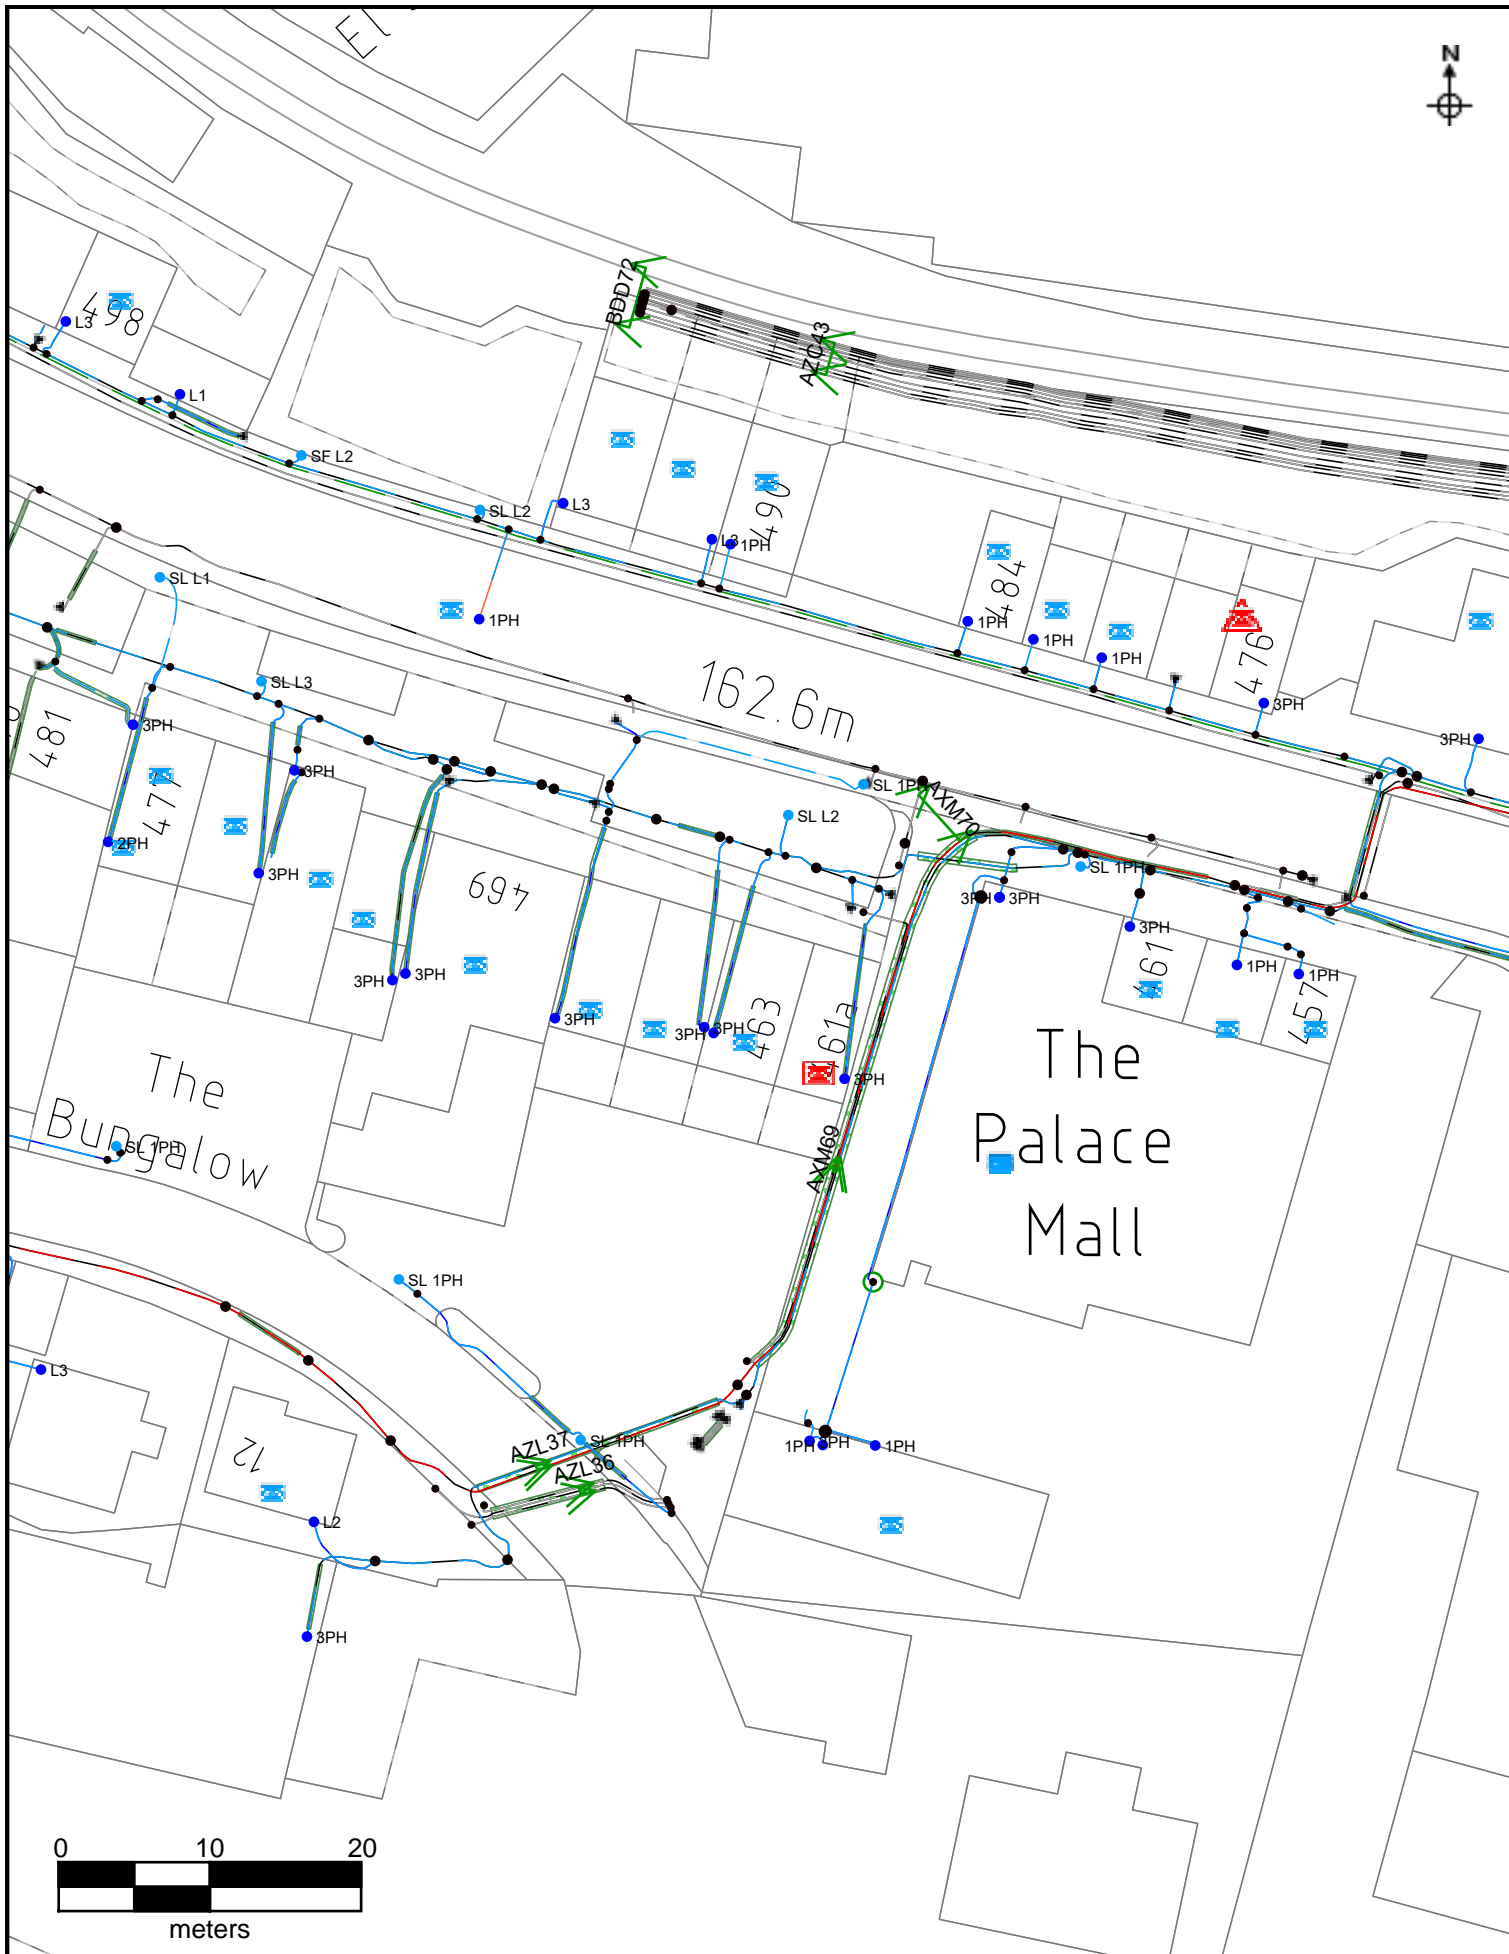 El
N
BDD72
498
L3
AZC43
L1
SF L2
490
SL L2
L3
L3
1PH
SL L1
484
1PH
1PH
1PH
1PH
476
162.6m
SL L3
3PH
481
3PH
3PH
3PH
SL 1PH
AXM70
477
SL L2
2PH
SL 1PH
3PH
469
3PH
3PH
3PH
461
1PH
1PH
3PH
3PH
457
3PH
463
461a
3PH
3PH
3PH
The
Palace
Mall
The
Bungalow
SL 1PH
AXM69
SL 1PH
L3
12
AZL37
SL 1PH
AZL36
1PH
1PH
L2
3PH
0
10
20
meters